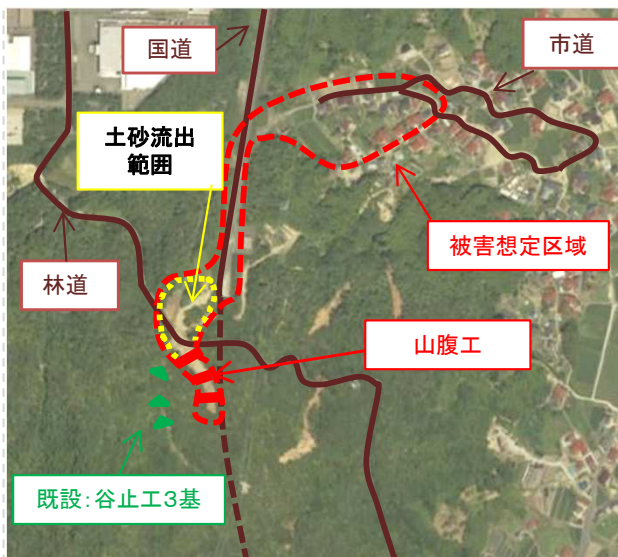 国道
市道
土砂流出
範囲
被害想定区域
林道
山腹工
既設:谷止工3基